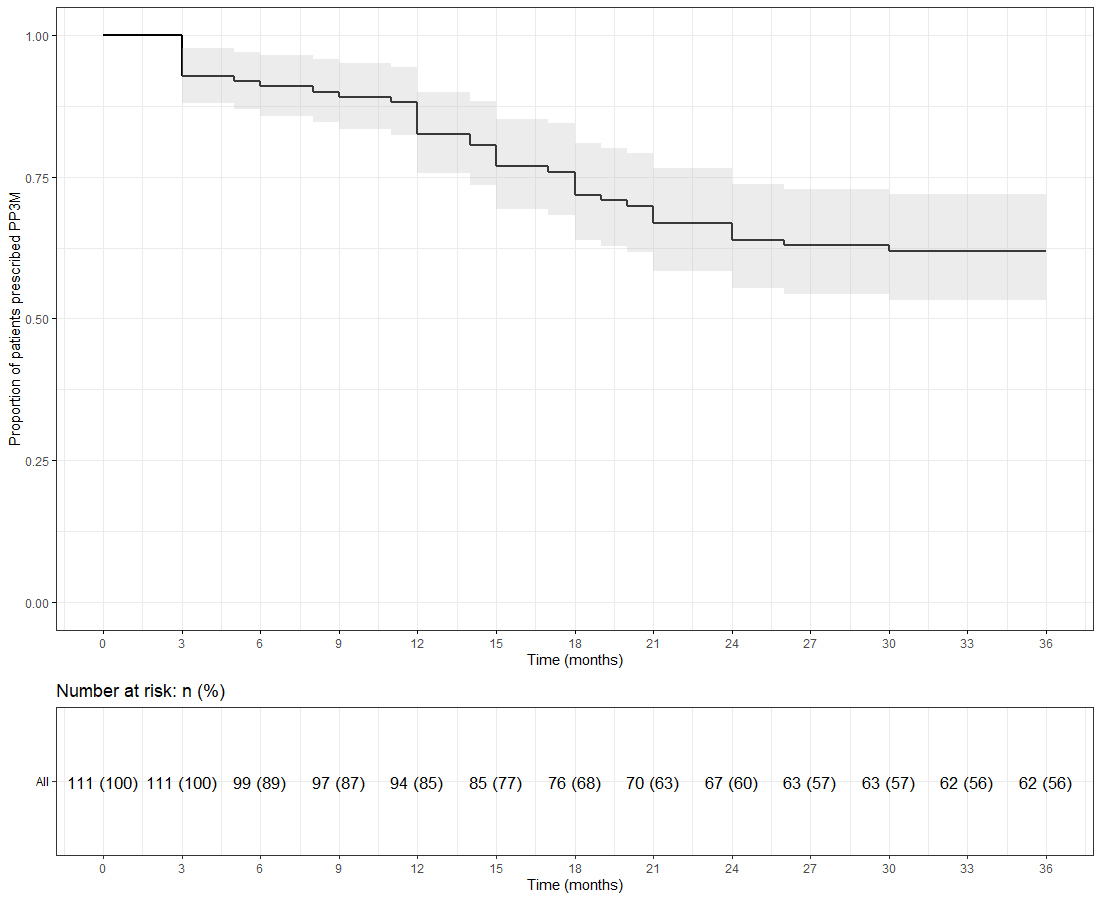 Proportion of patients prescribed PP3M
1.00
0.75
0.50
0.25
0.00
0 3 6 9 12 15 18 21 24 27 30 33 36
Time (months)
Number at risk: n (%)
All 111 (100) 111 (100) 99 (89) 97 (87) 94 (85) 85 (77) 76 (68) 70 (63) 67 (60) 63 (57) 63 (57) 62 (56) 62 (56)
0 3 6 9 12 15 18 21 24 27 30 33 36
Time (months)